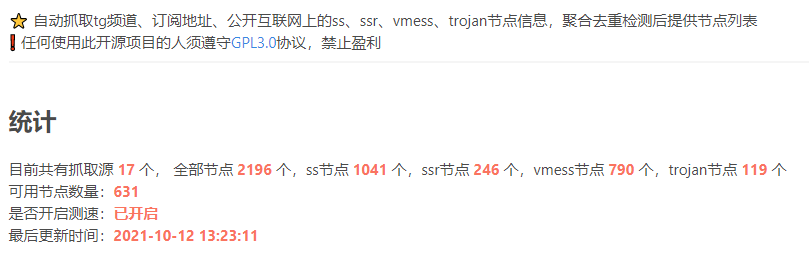 ⭐ 自动抓取tg频道、订阅地址、公开互联网上的ss、ssr、vmess、trojan节点信息，聚合去重检测后提供节点列表
❗ 任何使用此开源项目的人须遵守GPL3.0协议，禁止盈利
统计
目前共有抓取源 17 个， 全部节点 2196 个，ss节点 1041 个，ssr节点 246 个，vmess节点 790 个，trojan节点 119 个
可用节点数量：631
是否开启测速：已开启
最后更新时间：2021-10-12 13:23:11